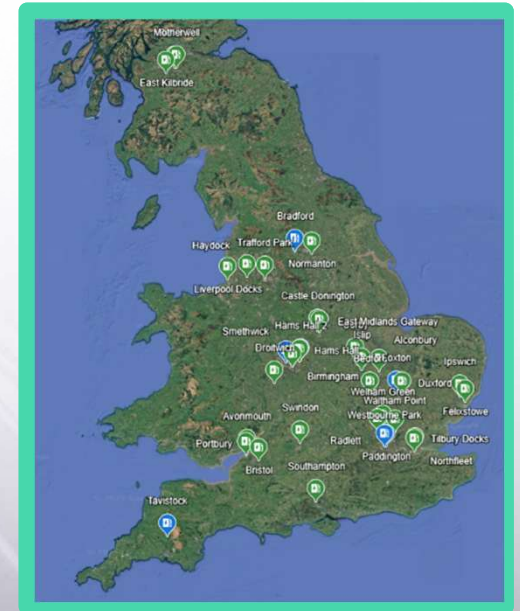 Motherwell
East Kilbride
Bradford
Haydock
Trafford Park
Normanton
Liverpool Docks
Castle Donington
Smethwick
Hams Hall 2
East Midlands Gateway
Islip
Alconbury
Droitwich
Hams Hall
Foxton
Ipswich
Birmingham
Duxford
Welham Green
Waltham Point
Felixstowe
Avonmouth
Swindon
Westbourne Park
Radlett
Tilbury Docks
Portbury
Bristol
Southampton
Paddington
Northfleet
Tavistock